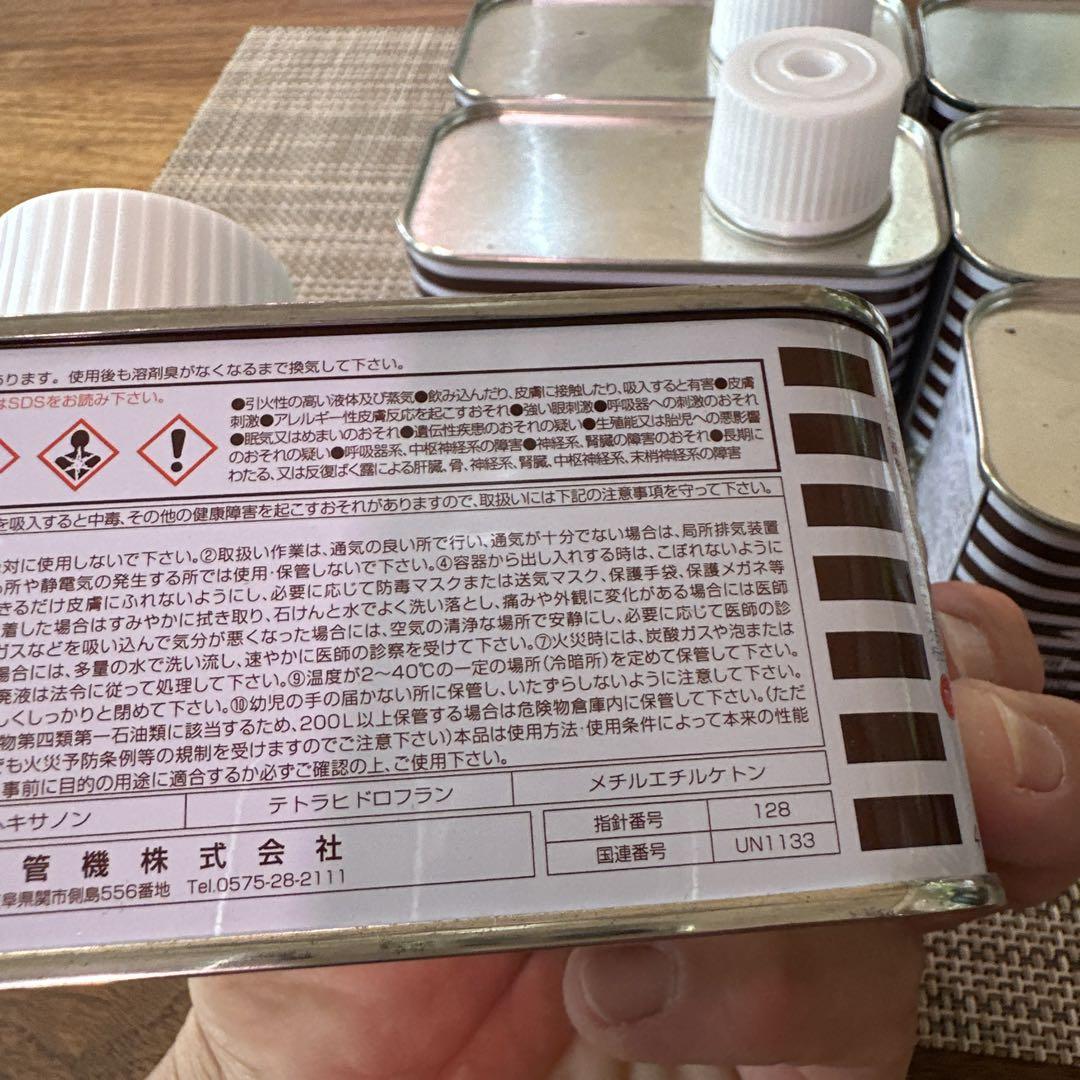 あります。使用後も溶剤臭がなくなるまで換気して下さい。
はSDSをお読み下さい。
●引火性の高い液体及び蒸気●飲み込んだり、皮膚に接触したり、吸入すると有害●皮膚
刺激●アレルギー性皮膚反応を起こすおそれ●強い眼刺激●呼吸器への刺激のおそれ
●眠気又はめまいのおそれ●遺伝性疾患のおそれの疑い●生殖能又は胎児への悪影響
のおそれの疑い●呼吸器系、中枢神経系の障害●神経系、腎臓の障害のおそれ●長期に
わたる、又は反復ばく露による肝臓、骨、神経系、腎臓、中枢神経系、末梢神経系の障害
を吸入すると中毒、その他の健康障害を起こすおそれがありますので、取扱いには下記の注意事項を守って下さい。
対に使用しないで下さい。②取扱い作業は、通気の良い所で行い、通気が十分でない場合は、局所排気装置
所や静電気の発生する所では使用・保管しないで下さい。④容器から出し入れする時は、こぼれないように
きるだけ皮膚にふれないようにし、必要に応じて防毒マスクまたは送気マスク、保護手袋、保護メガネ等
着した場合はすみやかに拭き取り、石けんと水でよく洗い落とし、痛みや外観に変化がある場合には医師
ガスなどを吸い込んで気分が悪くなった場合には、空気の清浄な場所で安静にし、必要に応じて医師の診
場合には、多量の水で洗い流し、速やかに医師の診察を受けて下さい。⑦火災時には、炭酸ガスや泡または
廃液は法令に従って処理して下さい。⑨温度が2～40℃の一定の場所(冷暗所)を定めて保管して下さい。
しくしっかりと閉めて下さい。⑩幼児の手の届かない所に保管し、いたずらしないように注意して下さい。
物第四類第一石油類に該当するため、200L以上保管する場合は危険物倉庫内に保管して下さい。(ただ
でも火災予防条例等の規制を受けますのでご注意下さい)本品は使用方法・使用条件によって本来の性能
事前に目的の用途に適合するか必ずご確認の上、ご使用下さい。
ヘキサノン テトラヒドロフラン メチルエチルケトン
指針番号 128
国連番号 UN1133
管機株式会社
阜県関市側島556番地 Tel.0575-28-2111